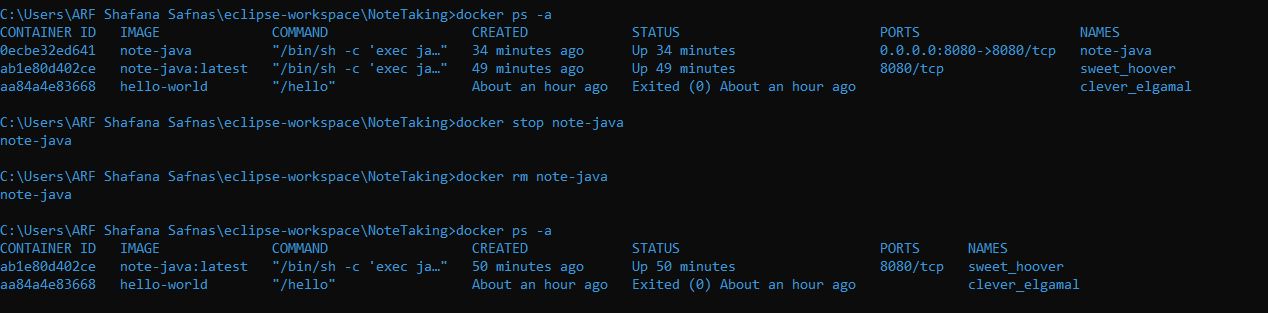 C:\Users\ARF Shafana Safnas\eclipse-workspace\NoteTaking>docker ps -a
CONTAINER ID   IMAGE              COMMAND                  CREATED             STATUS                         PORTS                    NAMES
0ecbe32ed641   note-java          "/bin/sh -c 'exec ja…"   34 minutes ago      Up 34 minutes                  0.0.0.0:8080->8080/tcp   note-java
ab1e80d402ce   note-java:latest   "/bin/sh -c 'exec ja…"   49 minutes ago      Up 49 minutes                  8080/tcp                 sweet_hoover
aa84a4e83668   hello-world        "/hello"                 About an hour ago   Exited (0) About an hour ago                            clever_elgamal
C:\Users\ARF Shafana Safnas\eclipse-workspace\NoteTaking>docker stop note-java
note-java
C:\Users\ARF Shafana Safnas\eclipse-workspace\NoteTaking>docker rm note-java
note-java
C:\Users\ARF Shafana Safnas\eclipse-workspace\NoteTaking>docker ps -a
CONTAINER ID   IMAGE              COMMAND                  CREATED             STATUS                         PORTS      NAMES
ab1e80d402ce   note-java:latest   "/bin/sh -c 'exec ja…"   50 minutes ago      Up 50 minutes                  8080/tcp   sweet_hoover
aa84a4e83668   hello-world        "/hello"                 About an hour ago   Exited (0) About an hour ago              clever_elgamal